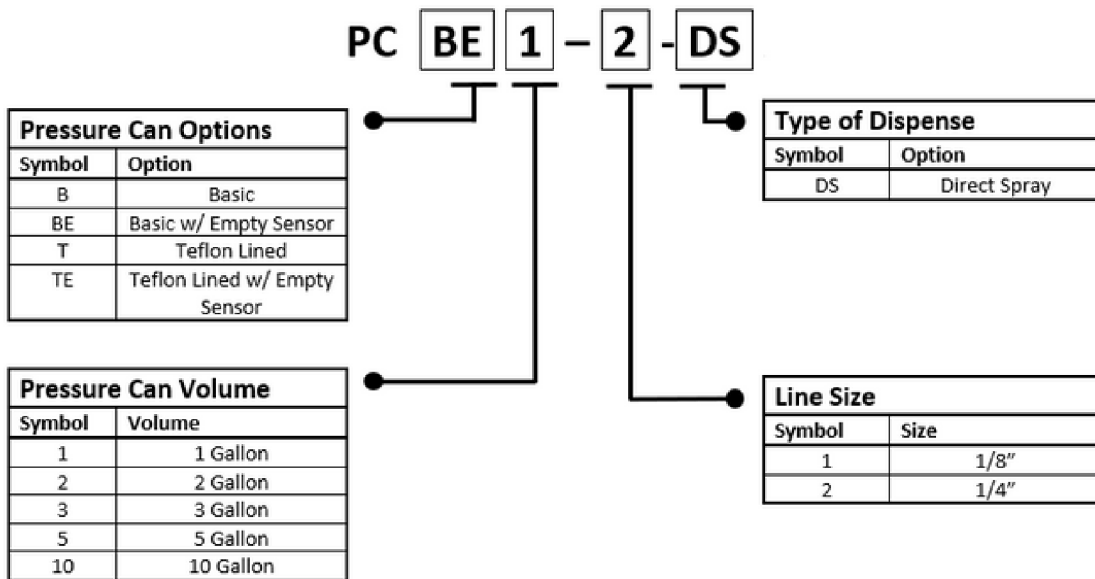 PC BE 1 – 2 - DS
Pressure Can Options
Symbol Option
B Basic
BE Basic w/ Empty Sensor
T Teflon Lined
TE Teflon Lined w/ Empty
Sensor
Pressure Can Volume
Symbol Volume
1 1 Gallon
2 2 Gallon
3 3 Gallon
5 5 Gallon
10 10 Gallon
Type of Dispense
Symbol Option
DS Direct Spray
Line Size
Symbol Size
1 1/8”
2 1/4”